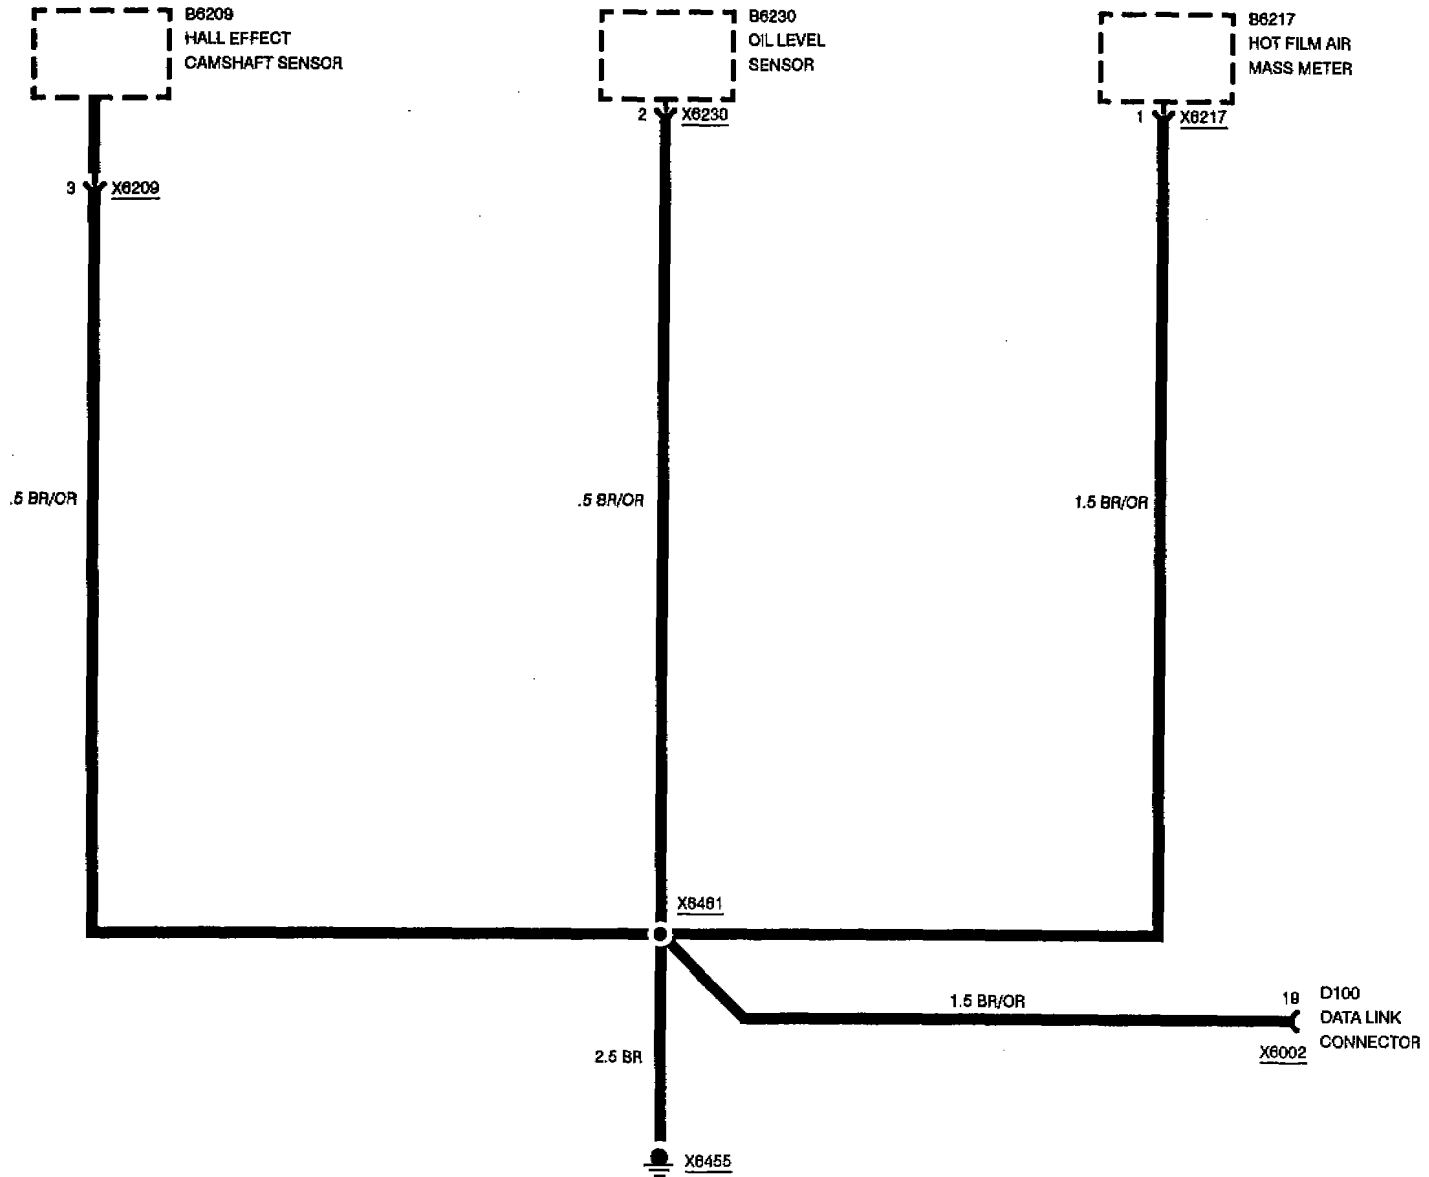 B6209
HALL EFFECT
CAMSHAFT SENSOR
B6230
OIL LEVEL
SENSOR
B6217
HOT FILM AIR
MASS METER
2 X6230
1 X6217
3 X6209
.5 BR/OR
.5 BR/OR
1.5 BR/OR
X6461
1.5 BR/OR
19 D100
DATA LINK
CONNECTOR
X6002
2.5 BR
X6455